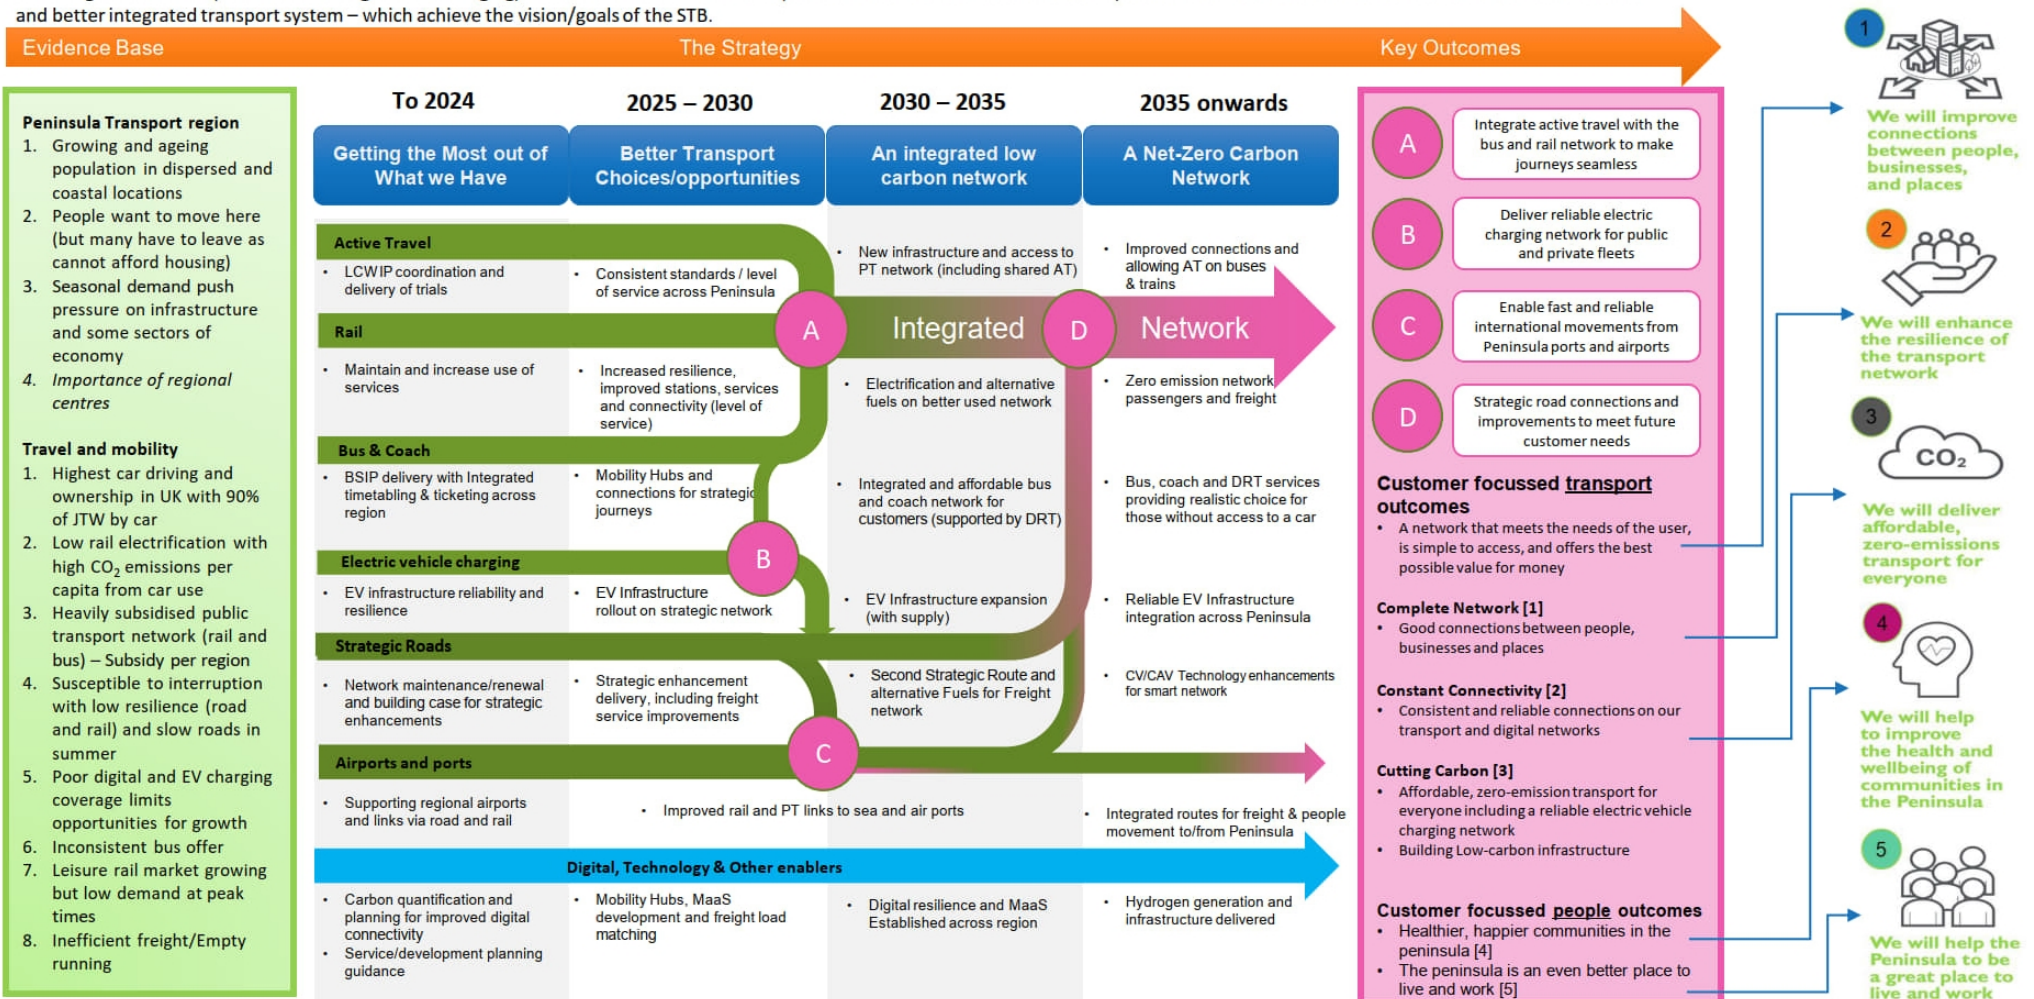 and better integrated transport system – which achieve the vision/goals of the STB.
Evidence Base
The Strategy
Key Outcomes
Peninsula Transport region
1. Growing and ageing
population in dispersed and
coastal locations
2. People want to move here
(but many have to leave as
cannot afford housing)
3. Seasonal demand push
pressure on infrastructure
and some sectors of
economy
4. Importance of regional
centres
Travel and mobility
1. Highest car driving and
ownership in UK with 90%
of JTW by car
2. Low rail electrification with
high CO₂ emissions per
capita from car use
3. Heavily subsidised public
transport network (rail and
bus) – Subsidy per region
4. Susceptible to interruption
with low resilience (road
and rail) and slow roads in
summer
5. Poor digital and EV charging
coverage limits
opportunities for growth
6. Inconsistent bus offer
7. Leisure rail market growing
but low demand at peak
times
8. Inefficient freight/Empty
running
To 2024
2025 – 2030
2030 – 2035
2035 onwards
Getting the Most out of
What we Have
Better Transport
Choices/opportunities
An integrated low
carbon network
A Net-Zero Carbon
Network
Active Travel
• LCWIP coordination and
delivery of trials
• Consistent standards / level
of service across Peninsula
• New infrastructure and access to
PT network (including shared AT)
• Improved connections and
allowing AT on buses
& trains
Rail
A
Integrated
D
Network
• Maintain and increase use of
services
• Increased resilience,
improved stations, services
and connectivity (level of
service)
• Electrification and alternative
fuels on better used network
• Zero emission network
passengers and freight
Bus & Coach
• BSIP delivery with Integrated
timetabling & ticketing across
region
• Mobility Hubs and
connections for strategic
journeys
• Integrated and affordable bus
and coach network for
customers (supported by DRT)
• Bus, coach and DRT services
providing realistic choice for
those without access to a car
Electric vehicle charging
B
• EV infrastructure reliability and
resilience
• EV Infrastructure
rollout on strategic network
• EV Infrastructure expansion
(with supply)
• Reliable EV Infrastructure
integration across Peninsula
Strategic Roads
• Network maintenance/renewal
and building case for strategic
enhancements
• Strategic enhancement
delivery, including freight
service improvements
• Second Strategic Route and
alternative Fuels for Freight
network
• CV/CAV Technology enhancements
for smart network
Airports and ports
C
• Supporting regional airports
and links via road and rail
• Improved rail and PT links to sea and air ports
• Integrated routes for freight & people
movement to/from Peninsula
Digital, Technology & Other enablers
• Carbon quantification and
planning for improved digital
connectivity
• Service/development planning
guidance
• Mobility Hubs, MaaS
development and freight load
matching
• Digital resilience and MaaS
Established across region
• Hydrogen generation and
infrastructure delivered
A
Integrate active travel with the
bus and rail network to make
journeys seamless
B
Deliver reliable electric
charging network for public
and private fleets
C
Enable fast and reliable
international movements from
Peninsula ports and airports
D
Strategic road connections and
improvements to meet future
customer needs
Customer focussed transport
outcomes
• A network that meets the needs of the user,
is simple to access, and offers the best
possible value for money
Complete Network [1]
• Good connections between people,
businesses and places
Constant Connectivity [2]
• Consistent and reliable connections on our
transport and digital networks
Cutting Carbon [3]
• Affordable, zero-emission transport for
everyone including a reliable electric vehicle
charging network
• Building Low-carbon infrastructure
Customer focussed people outcomes
• Healthier, happier communities in the
peninsula [4]
• The peninsula is an even better place to
live and work [5]
1
We will improve
connections
between people,
businesses,
and places
2
We will enhance
the resilience of
the transport
network
3
CO₂
We will deliver
affordable,
zero-emissions
transport for
everyone
4
We will help
to improve
the health and
wellbeing of
communities in
the Peninsula
5
We will help the
Peninsula to be
a great place to
live and work